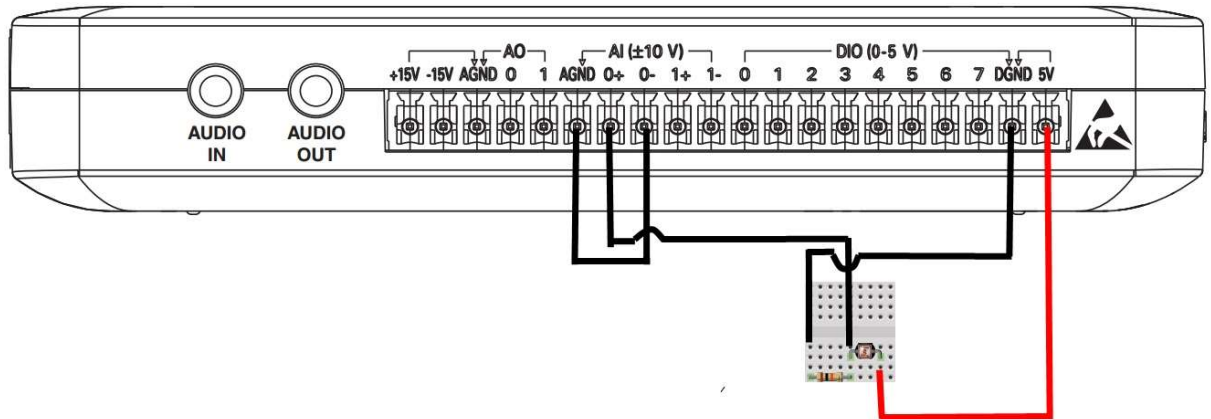 AO AI (±10 V) DIO (0-5 V)
+15V -15V AGND 0 1 AGND 0+ 0- 1+ 1- 0 1 2 3 4 5 6 7 DGND 5V
AUDIO IN
AUDIO OUT